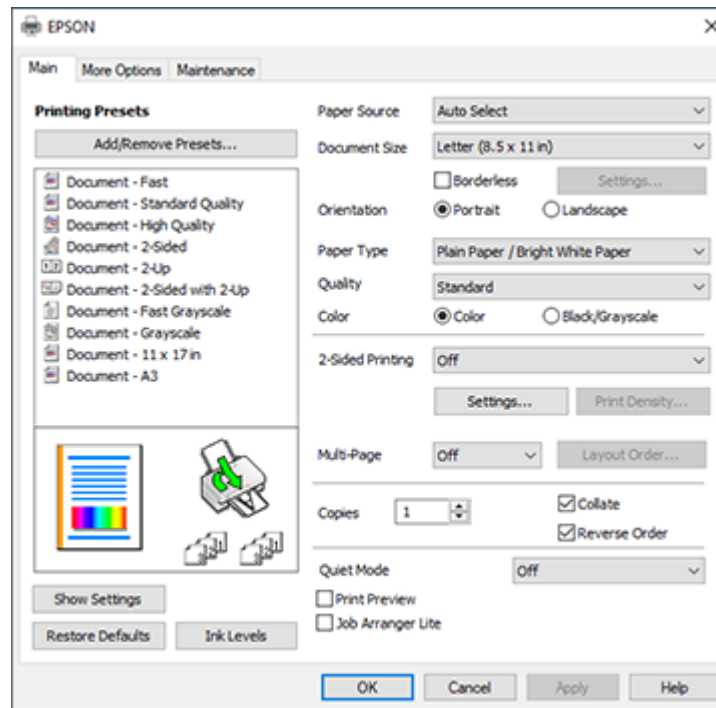 EPSON
Main More Options Maintenance
Printing Presets
Add/Remove Presets...
Document - Fast
Document - Standard Quality
Document - High Quality
Document - 2-Sided
Document - 2-Up
Document - 2-Sided with 2-Up
Document - Fast Grayscale
Document - Grayscale
Document - 11 x 17 in
Document - A3
Show Settings
Restore Defaults Ink Levels
Paper Source Auto Select
Document Size Letter (8.5 x 11 in)
Borderless Settings...
Orientation Portrait Landscape
Paper Type Plain Paper / Bright White Paper
Quality Standard
Color Color Black/Grayscale
2-Sided Printing Off
Settings... Print Density...
Multi-Page Off Layout Order...
Copies 1 Collate
Reverse Order
Quiet Mode Off
Print Preview
Job Arranger Lite
OK Cancel Apply Help